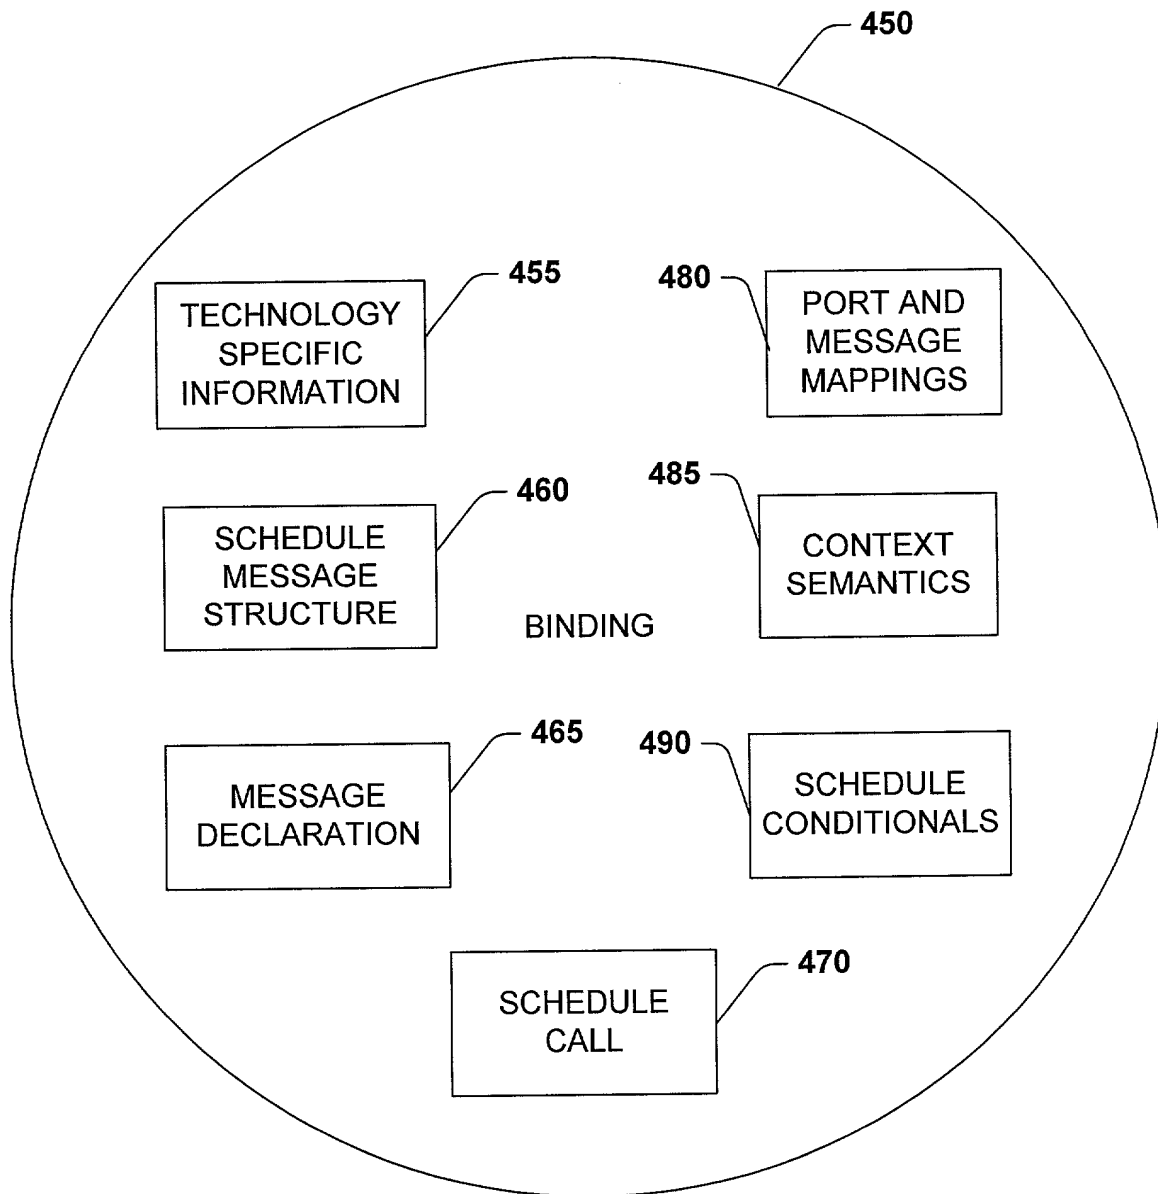 450
455
TECHNOLOGY
SPECIFIC
INFORMATION
480
PORT AND
MESSAGE
MAPPINGS
460
SCHEDULE
MESSAGE
STRUCTURE
485
CONTEXT
SEMANTICS
BINDING
465
MESSAGE
DECLARATION
490
SCHEDULE
CONDITIONALS
470
SCHEDULE
CALL